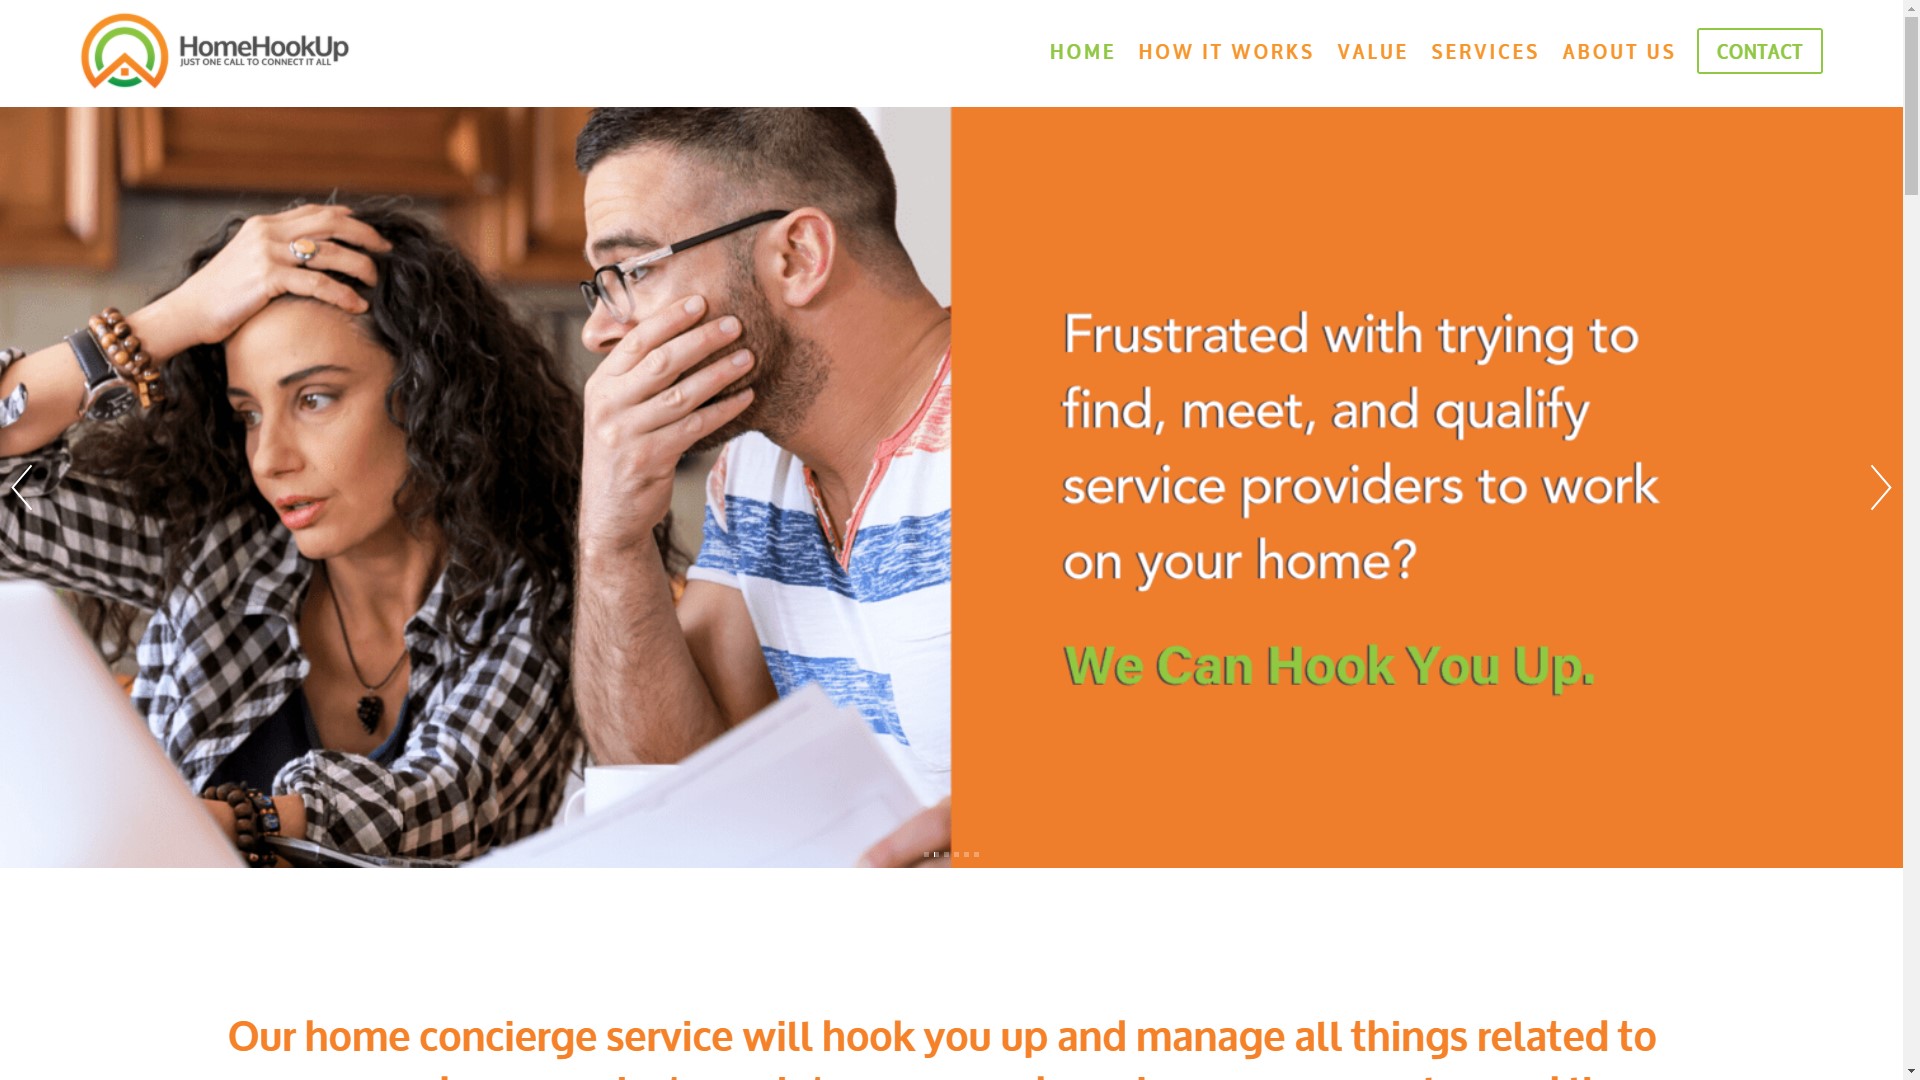 HomeHookUp
JUST ONE CALL TO CONNECT IT ALL
HOME HOW IT WORKS VALUE SERVICES ABOUT US CONTACT
Frustrated with trying to
find, meet, and qualify
service providers to work
on your home?
We Can Hook You Up.
Our home concierge service will hook you up and manage all things related to